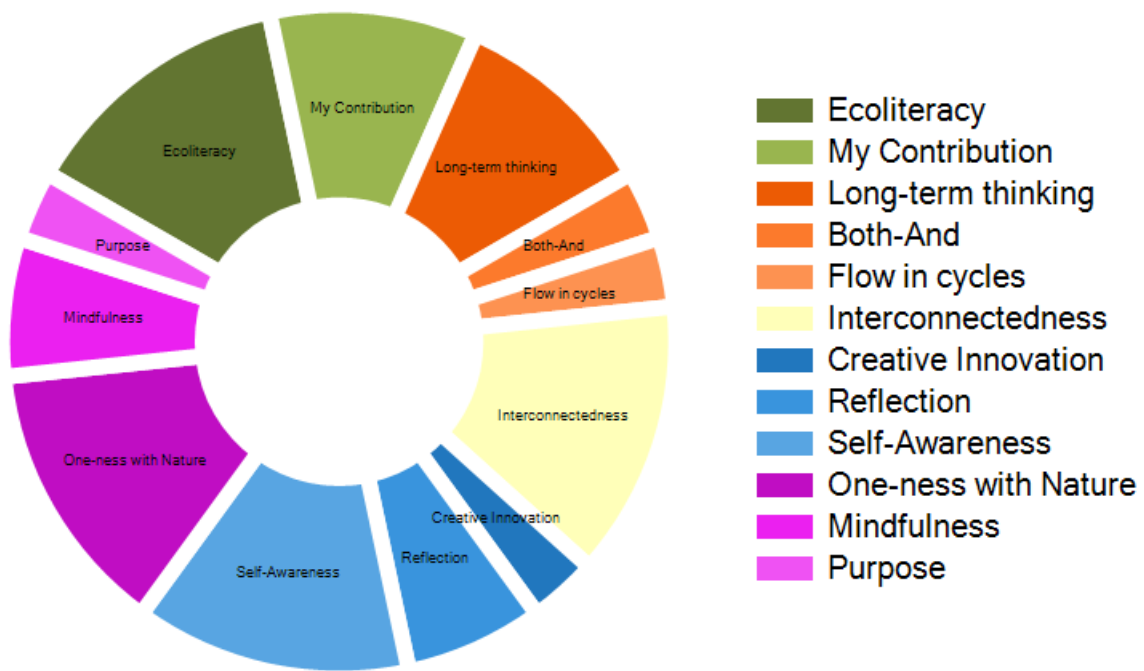 My Contribution
Ecoliteracy
Long-term thinking
Purpose
Both-And
Flow in cycles
Mindfulness
Interconnectedness
One-ness with Nature
Creative Innovation
Reflection
Self-Awareness
Ecoliteracy
My Contribution
Long-term thinking
Both-And
Flow in cycles
Interconnectedness
Creative Innovation
Reflection
Self-Awareness
One-ness with Nature
Mindfulness
Purpose